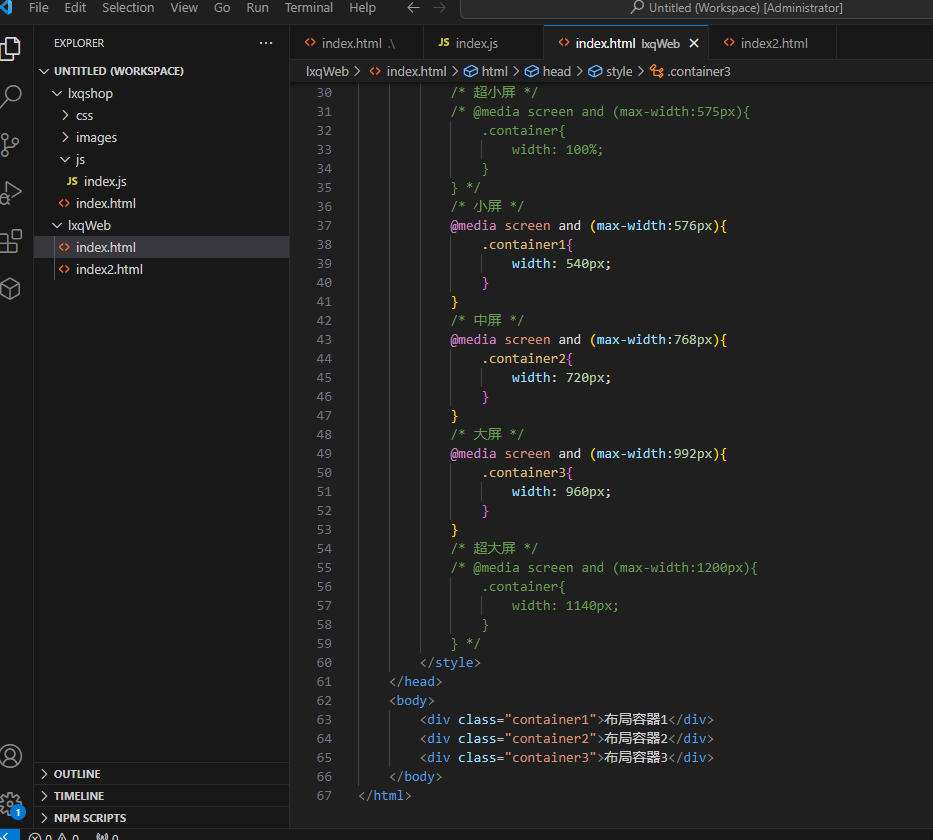 File Edit Selection View Go Run Terminal Help Untitled (Workspace) [Administrator]
EXPLORER ···
UNTITLED (WORKSPACE)
lxqshop
css
images
js
JS index.js
index.html
lxqWeb
index.html
index2.html
OUTLINE
TIMELINE
NPM SCRIPTS
1
0 0 0
index.html .\ JS index.js index.html lxqWeb index2.html
lxqWeb > index.html > html > head > style > .container3
30 /* 超小屏 */
31 /* @media screen and (max-width:575px){
32 .container{
33 width: 100%;
34 }
35 } */
36 /* 小屏 */
37 @media screen and (max-width:576px){
38 .container1{
39 width: 540px;
40 }
41 }
42 /* 中屏 */
43 @media screen and (max-width:768px){
44 .container2{
45 width: 720px;
46 }
47 }
48 /* 大屏 */
49 @media screen and (max-width:992px){
50 .container3{
51 width: 960px;
52 }
53 }
54 /* 超大屏 */
55 /* @media screen and (max-width:1200px){
56 .container{
57 width: 1140px;
58 }
59 } */
60 </style>
61 </head>
62 <body>
63 <div class="container1">布局容器1</div>
64 <div class="container2">布局容器2</div>
65 <div class="container3">布局容器3</div>
66 </body>
67 </html>